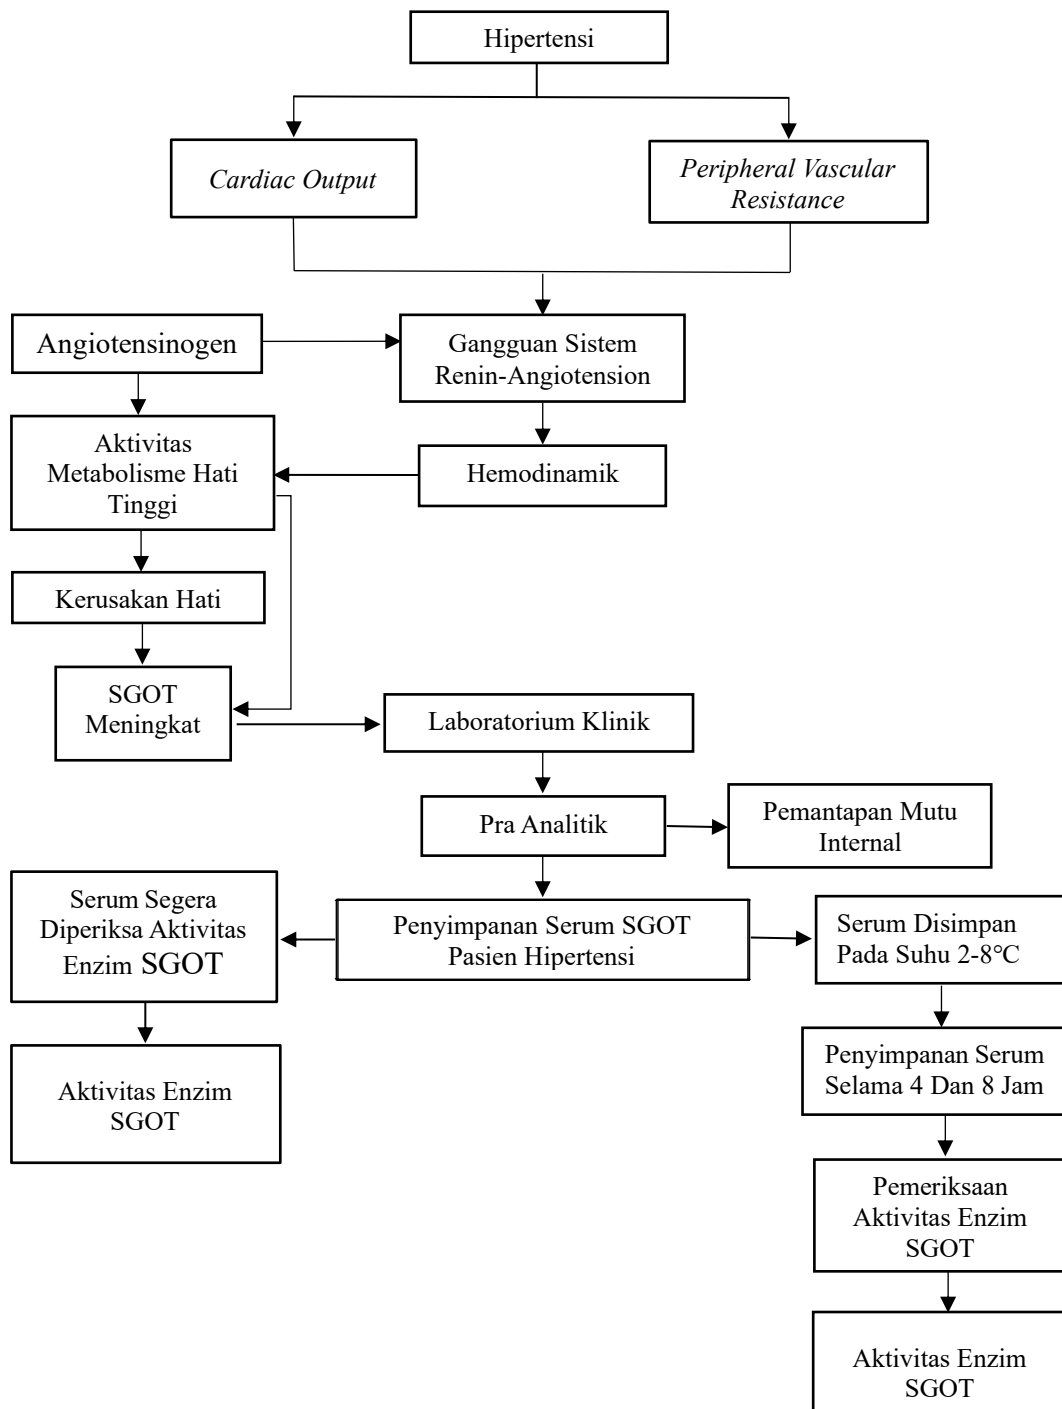 Hipertensi
Cardiac Output
Peripheral Vascular
Resistance
Angiotensinogen
Gangguan Sistem
Renin-Angiotension
Aktivitas
Metabolisme Hati
Tinggi
Hemodinamik
Kerusakan Hati
SGOT
Meningkat
Laboratorium Klinik
Pra Analitik
Pemantapan Mutu
Internal
Serum Segera
Diperiksa Aktivitas
Enzim SGOT
Penyimpanan Serum SGOT
Pasien Hipertensi
Serum Disimpan
Pada Suhu 2-8°C
Aktivitas Enzim
SGOT
Penyimpanan Serum
Selama 4 Dan 8 Jam
Pemeriksaan
Aktivitas Enzim
SGOT
Aktivitas Enzim
SGOT